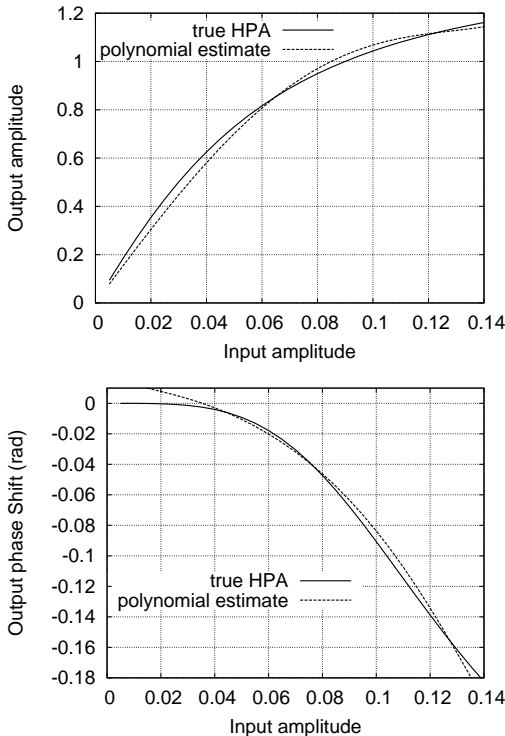 1.2
1
0.8
0.6
0.4
0.2
0
0 0.02 0.04 0.06 0.08 0.1 0.12 0.14
Output amplitude
Input amplitude
true HPA
polynomial estimate
0
-0.02
-0.04
-0.06
-0.08
-0.1
-0.12
-0.14
-0.16
-0.18
0 0.02 0.04 0.06 0.08 0.1 0.12 0.14
Output phase Shift (rad)
Input amplitude
true HPA
polynomial estimate